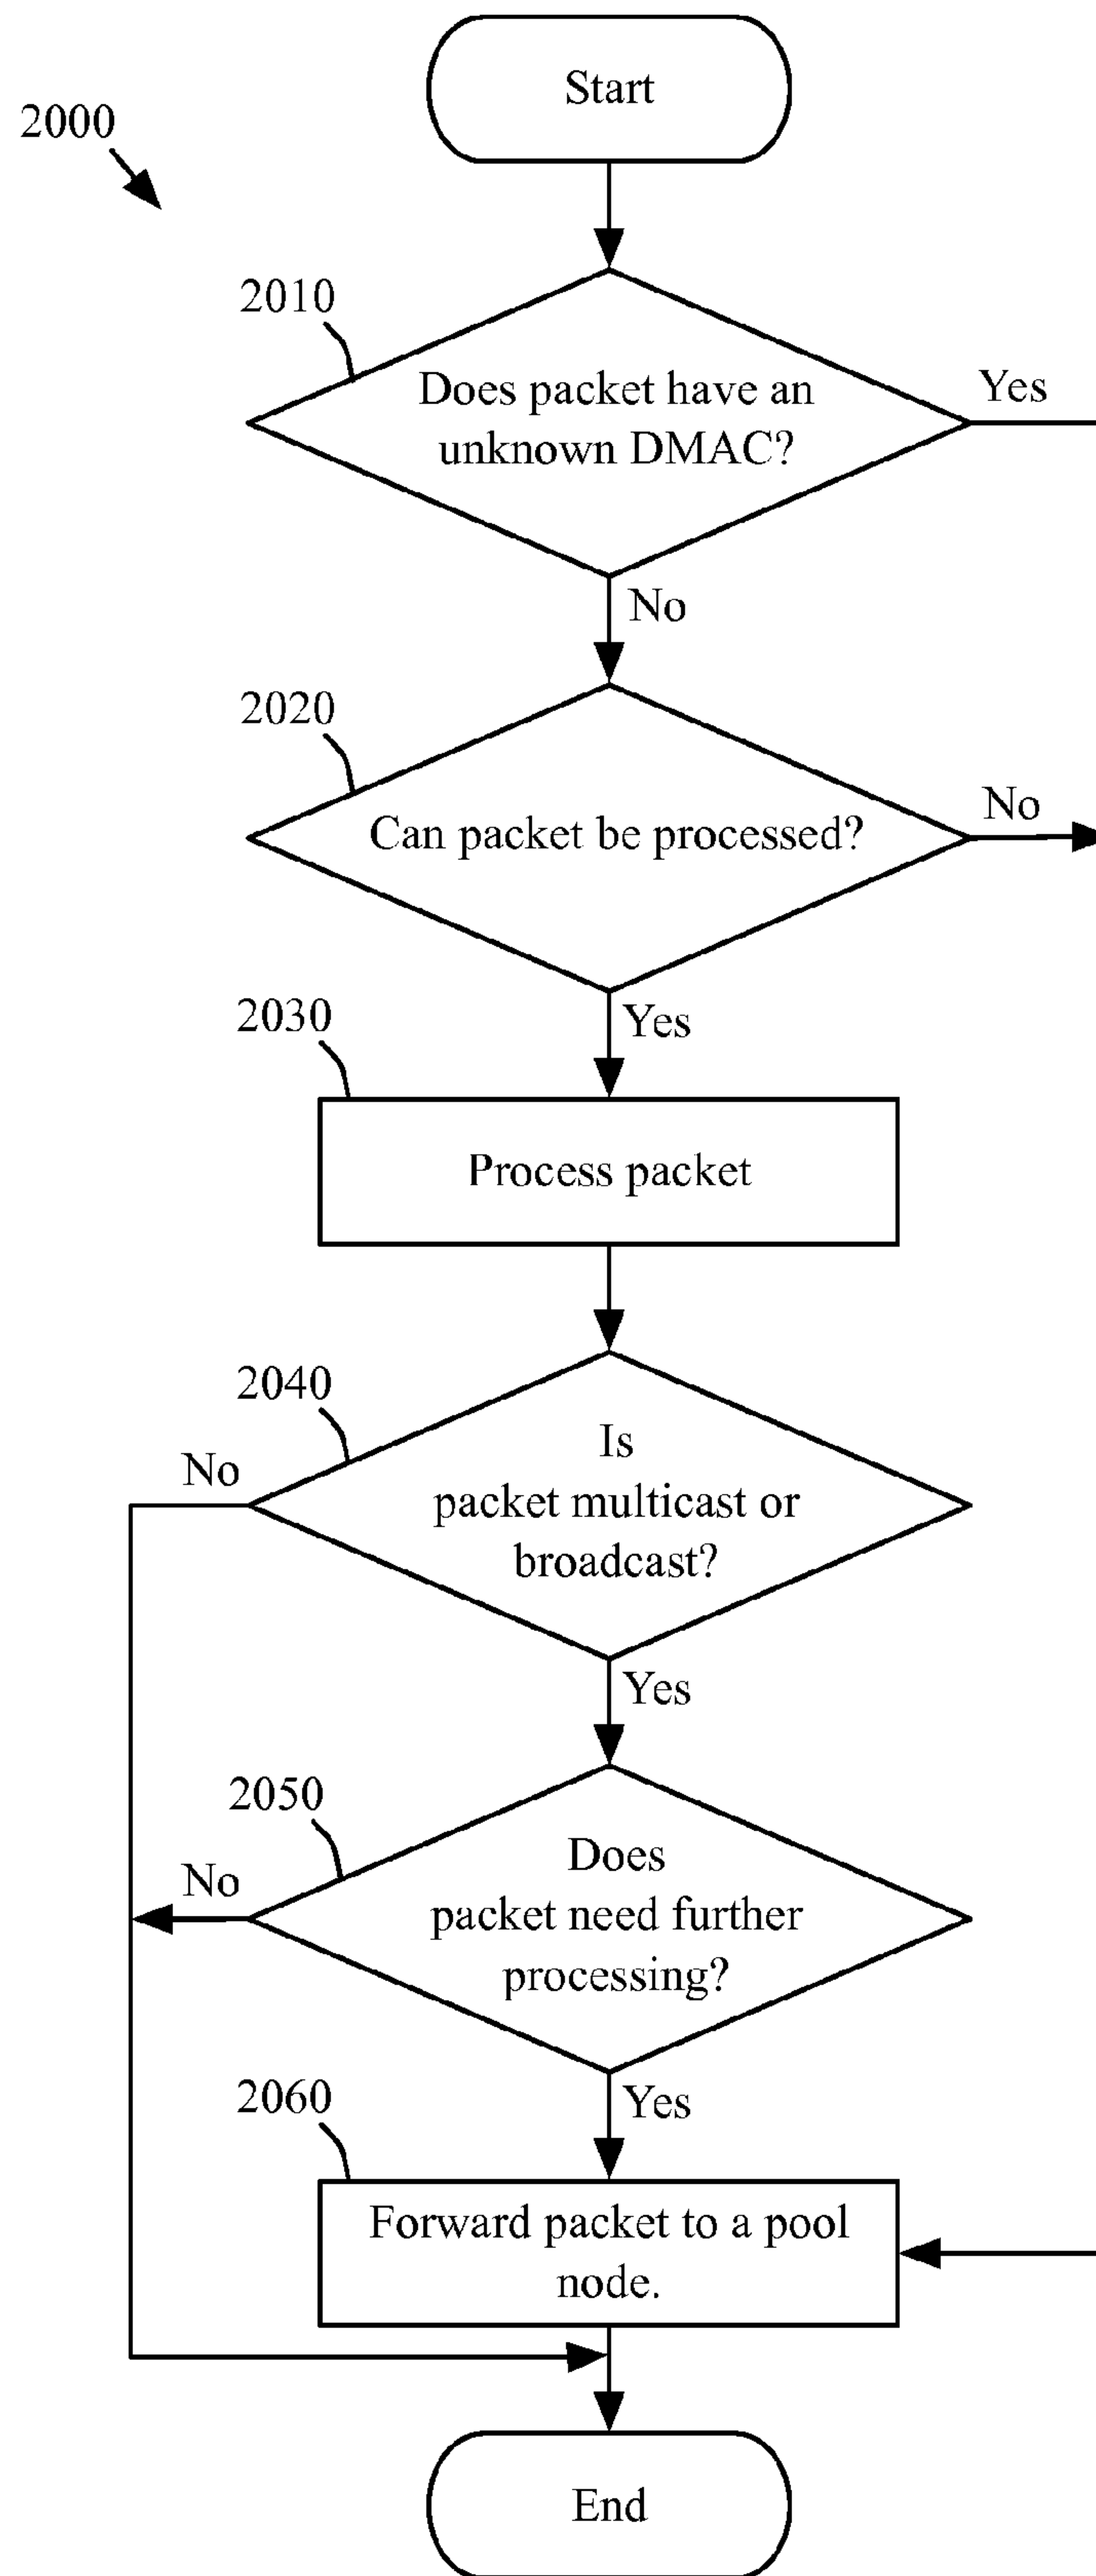 Start
2000
2010
Does packet have an
unknown DMAC?
Yes
No
2020
Can packet be processed?
No
Yes
2030
Process packet
2040
Is
packet multicast or
broadcast?
No
Yes
2050
Does
packet need further
processing?
No
Yes
2060
Forward packet to a pool
node.
End